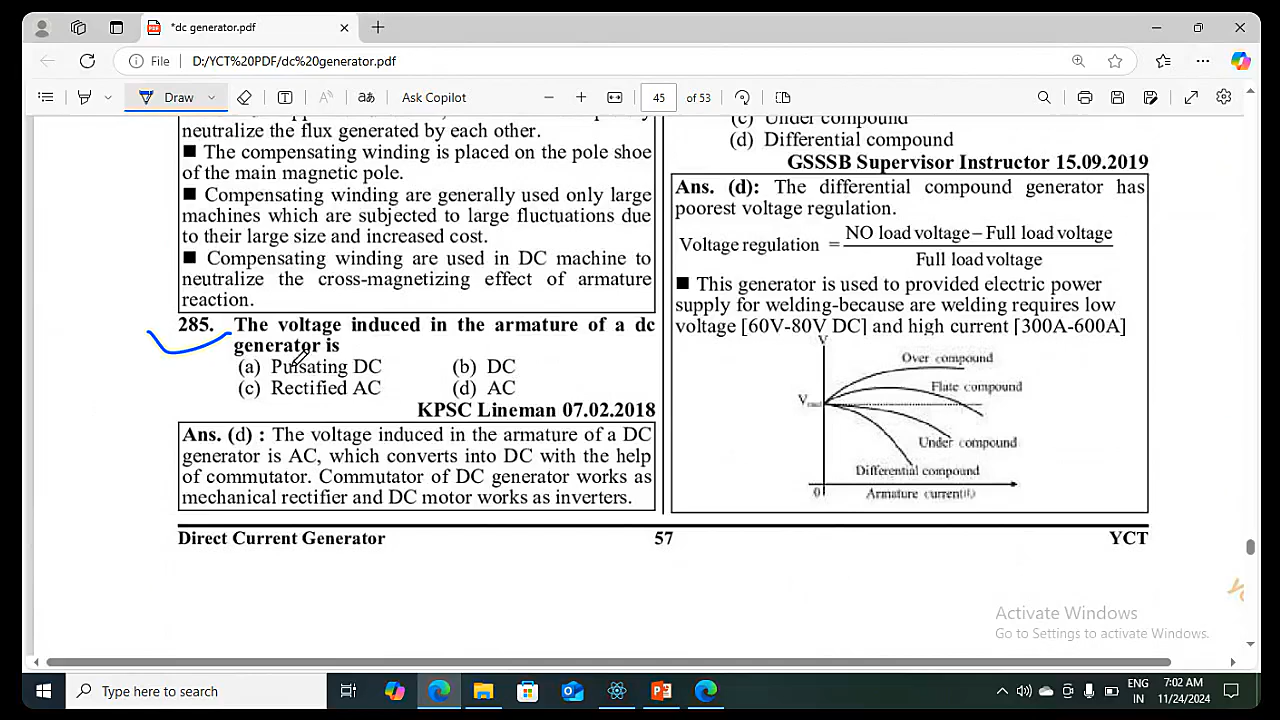 *dc generator.pdf
File D:/YCT%20PDF/dc%20generator.pdf
Draw Ask Copilot 45 of 53
neutralize the flux generated by each other.
■ The compensating winding is placed on the pole shoe
of the main magnetic pole.
■ Compensating winding are generally used only large
machines which are subjected to large fluctuations due
to their large size and increased cost.
■ Compensating winding are used in DC machine to
neutralize the cross-magnetizing effect of armature
reaction.
285. The voltage induced in the armature of a dc
generator is
(a) Pulsating DC (b) DC
(c) Rectified AC (d) AC
KPSC Lineman 07.02.2018
Ans. (d) : The voltage induced in the armature of a DC
generator is AC, which converts into DC with the help
of commutator. Commutator of DC generator works as
mechanical rectifier and DC motor works as inverters.
(c) Under compound
(d) Differential compound
GSSSB Supervisor Instructor 15.09.2019
Ans. (d): The differential compound generator has
poorest voltage regulation.
Voltage regulation = NO load voltage – Full load voltage
Full load voltage
■ This generator is used to provided electric power
supply for welding-because are welding requires low
voltage [60V-80V DC] and high current [300A-600A]
V
Over compound
Flate compound
Under compound
Differential compound
0
Armature current
Direct Current Generator 57 YCT
Activate Windows
Go to Settings to activate Windows.
Type here to search
ENG 7:02 AM
IN 11/24/2024